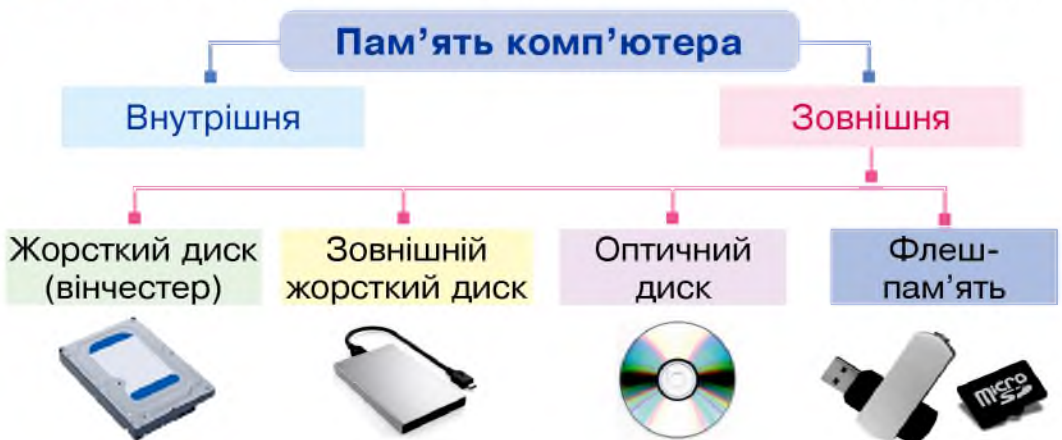 Пам’ять комп’ютера
Внутрішня
Зовнішня
Жорсткий диск
(вінчестер)
Зовнішній
жорсткий диск
Оптичний
диск
Флеш-
пам’ять
micro
SD